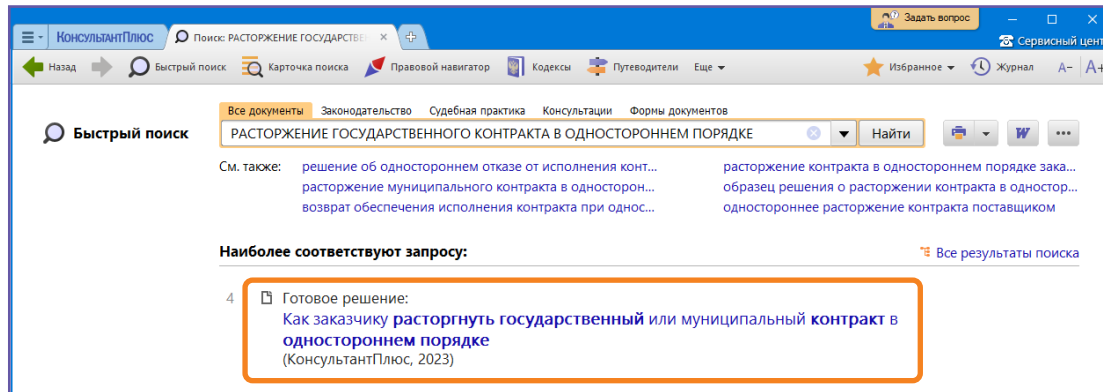 Задать вопрос
КонсультантПлюс Поиск: РАСТОРЖЕНИЕ ГОСУДАРСТВЕ
Сервисный цент
Назад Быстрый поиск Карточка поиска Правовой навигатор Кодексы Путеводители Еще Избранное Журнал A− A+
Все документы Законодательство Судебная практика Консультации Формы документов
Быстрый поиск РАСТОРЖЕНИЕ ГОСУДАРСТВЕННОГО КОНТРАКТА В ОДНОСТОРОННЕМ ПОРЯДКЕ Найти W
См. также: решение об одностороннем отказе от исполнения конт... расторжение контракта в одностороннем порядке зака...
расторжение муниципального контракта в односторон... образец решения о расторжении контракта в одностор...
возврат обеспечения исполнения контракта при однос... одностороннее расторжение контракта поставщиком
Наиболее соответствуют запросу: Все результаты поиска
4 Готовое решение:
Как заказчику расторгнуть государственный или муниципальный контракт в
одностороннем порядке
(КонсультантПлюс, 2023)